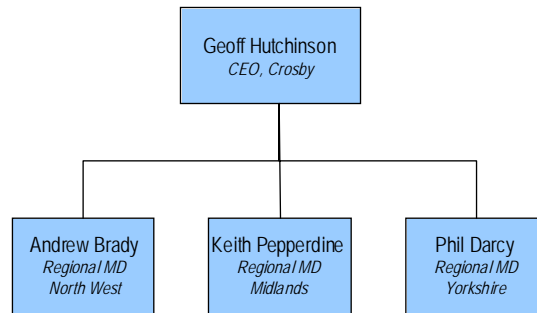 Geoff Hutchinson
CEO, Crosby
Andrew Brady
Regional MD
North West
Keith Pepperdine
Regional MD
Midlands
Phil Darcy
Regional MD
Yorkshire